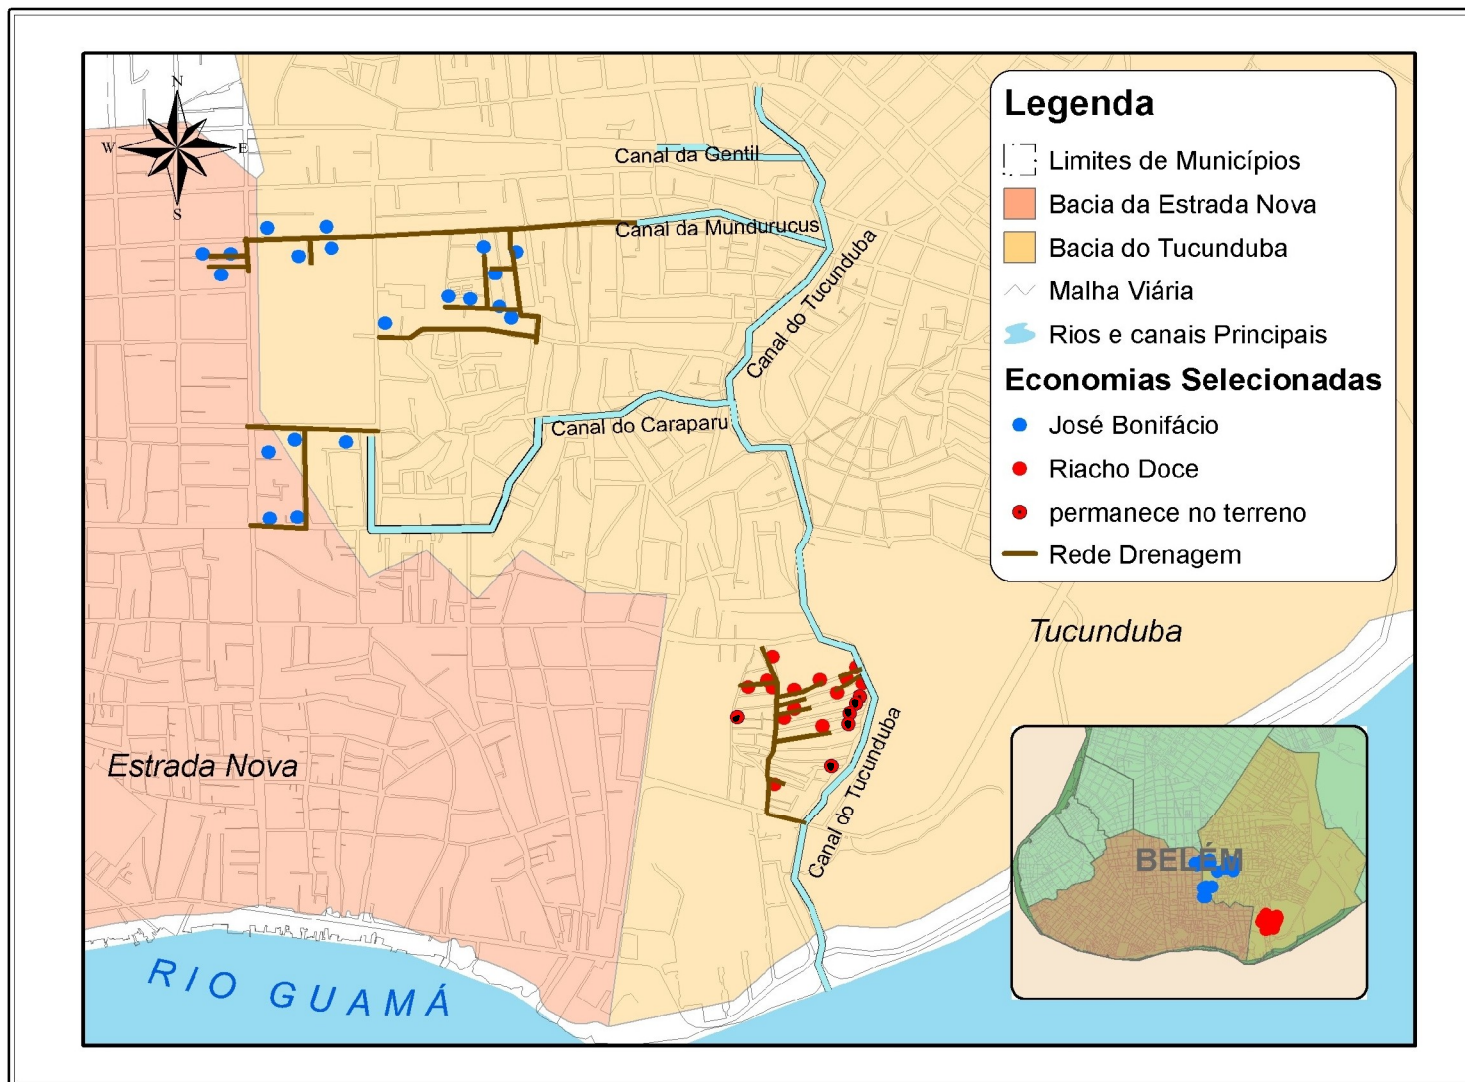 N
W
E
S
Canal da Gentil
Canal da Mundurucus
Canal do Tucunduba
Canal do Caraparu
Canal do Tucunduba
Estrada Nova
Tucunduba
RIO GUAMÁ
Legenda
Limites de Municípios
Bacia da Estrada Nova
Bacia do Tucunduba
Malha Viária
Rios e canais Principais
Economias Selecionadas
José Bonifácio
Riacho Doce
permanece no terreno
Rede Drenagem
BELÉM